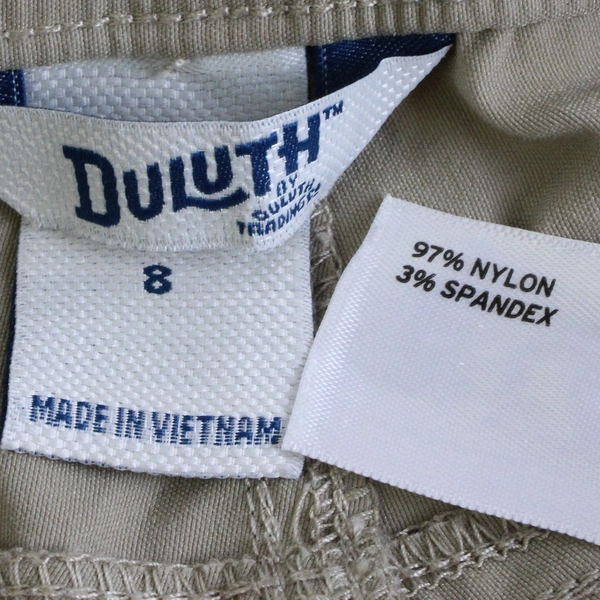 DULUTH™
BY
DULUTH
TRADING Co
8
MADE IN VIETNAM
97% NYLON
3% SPANDEX